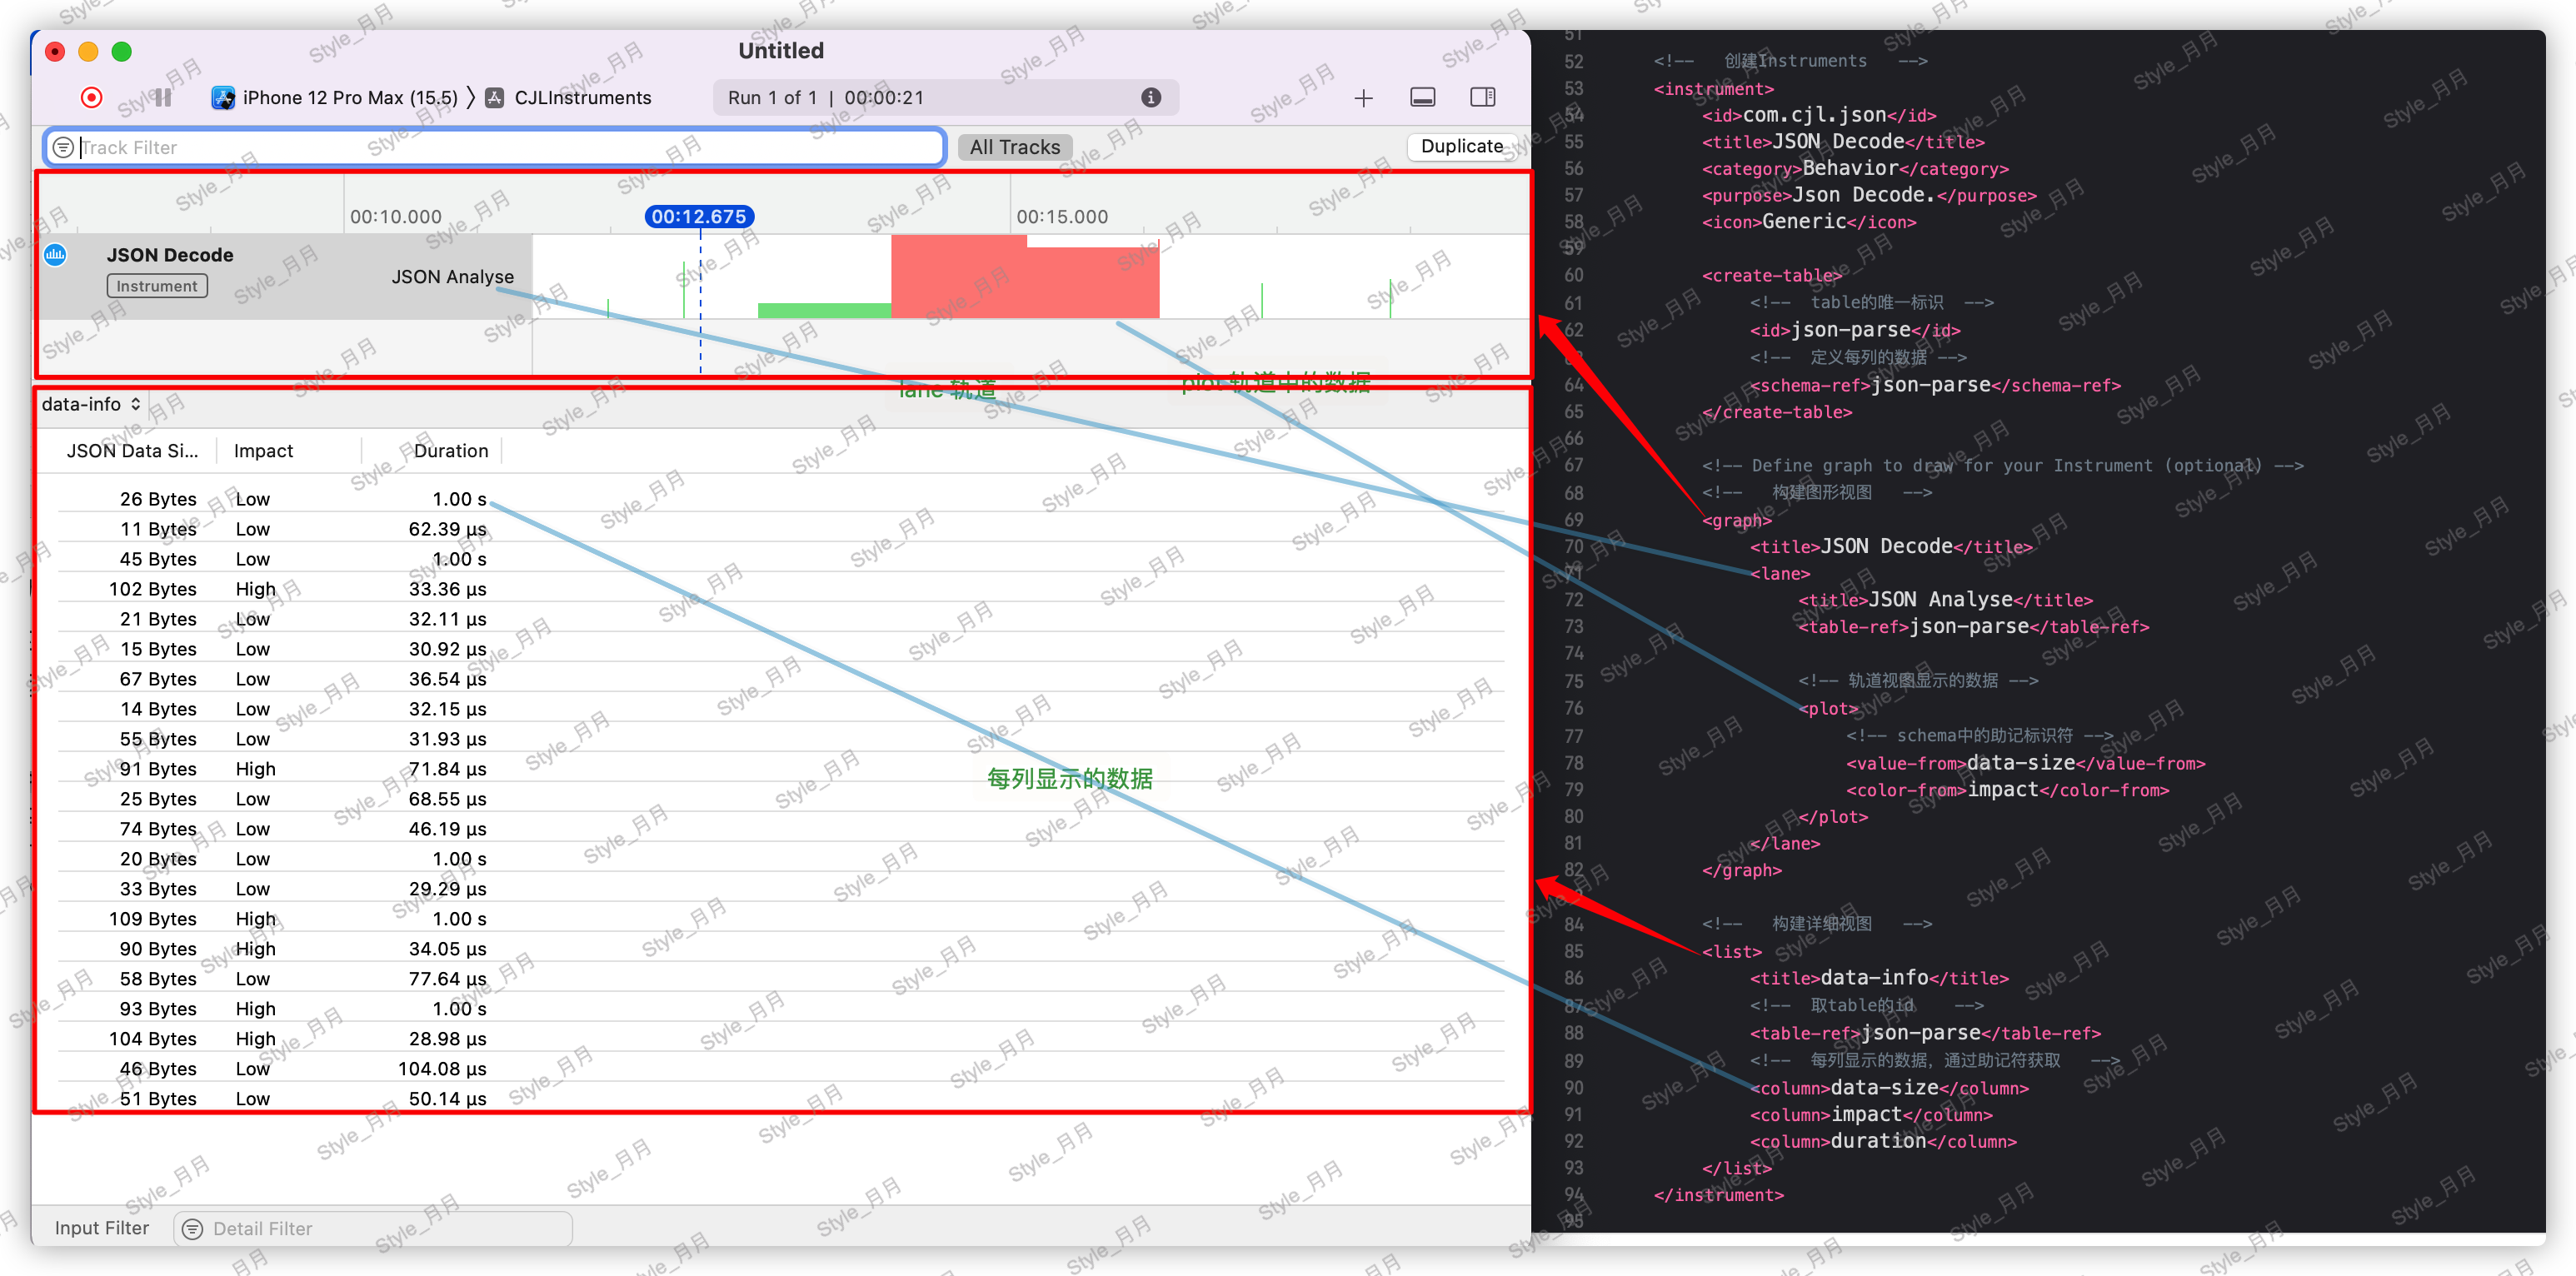 Untitled
iPhone 12 Pro Max (15.5) 〉 CJLInstruments
Run 1 of 1 | 00:00:21
Track Filter
All Tracks
Duplicate
00:10.000
00:12.675
00:15.000
JSON Decode
Instrument
JSON Analyse
lane 轨道
plot 轨道中的数据
data-info
JSON Data Si... Impact Duration
26 Bytes Low 1.00 s
11 Bytes Low 62.39 µs
45 Bytes Low 1.00 s
102 Bytes High 33.36 µs
21 Bytes Low 32.11 µs
15 Bytes Low 30.92 µs
67 Bytes Low 36.54 µs
14 Bytes Low 32.15 µs
55 Bytes Low 31.93 µs
91 Bytes High 71.84 µs
25 Bytes Low 68.55 µs
74 Bytes Low 46.19 µs
20 Bytes Low 1.00 s
33 Bytes Low 29.29 µs
109 Bytes High 1.00 s
90 Bytes High 34.05 µs
58 Bytes Low 77.64 µs
93 Bytes High 1.00 s
104 Bytes High 28.98 µs
46 Bytes Low 104.08 µs
51 Bytes Low 50.14 µs
每列显示的数据
Input Filter
Detail Filter
51
52 <!-- 创建Instruments -->
53 <instrument>
54 <id>com.cjl.json</id>
55 <title>JSON Decode</title>
56 <category>Behavior</category>
57 <purpose>Json Decode.</purpose>
58 <icon>Generic</icon>
59
60 <create-table>
61 <!-- table的唯一标识 -->
62 <id>json-parse</id>
63 <!-- 定义每列的数据 -->
64 <schema-ref>json-parse</schema-ref>
65 </create-table>
66
67 <!-- Define graph to draw for your Instrument (optional) -->
68 <!-- 构建图形视图 -->
69 <graph>
70 <title>JSON Decode</title>
71 <lane>
72 <title>JSON Analyse</title>
73 <table-ref>json-parse</table-ref>
74
75 <!-- 轨道视图显示的数据 -->
76 <plot>
77 <!-- schema中的助记标识符 -->
78 <value-from>data-size</value-from>
79 <color-from>impact</color-from>
80 </plot>
81 </lane>
82 </graph>
84 <!-- 构建详细视图 -->
85 <list>
86 <title>data-info</title>
87 <!-- 取table的id -->
88 <table-ref>json-parse</table-ref>
89 <!-- 每列显示的数据，通过助记符获取 -->
90 <column>data-size</column>
91 <column>impact</column>
92 <column>duration</column>
93 </list>
94 </instrument>
95
Style_月月